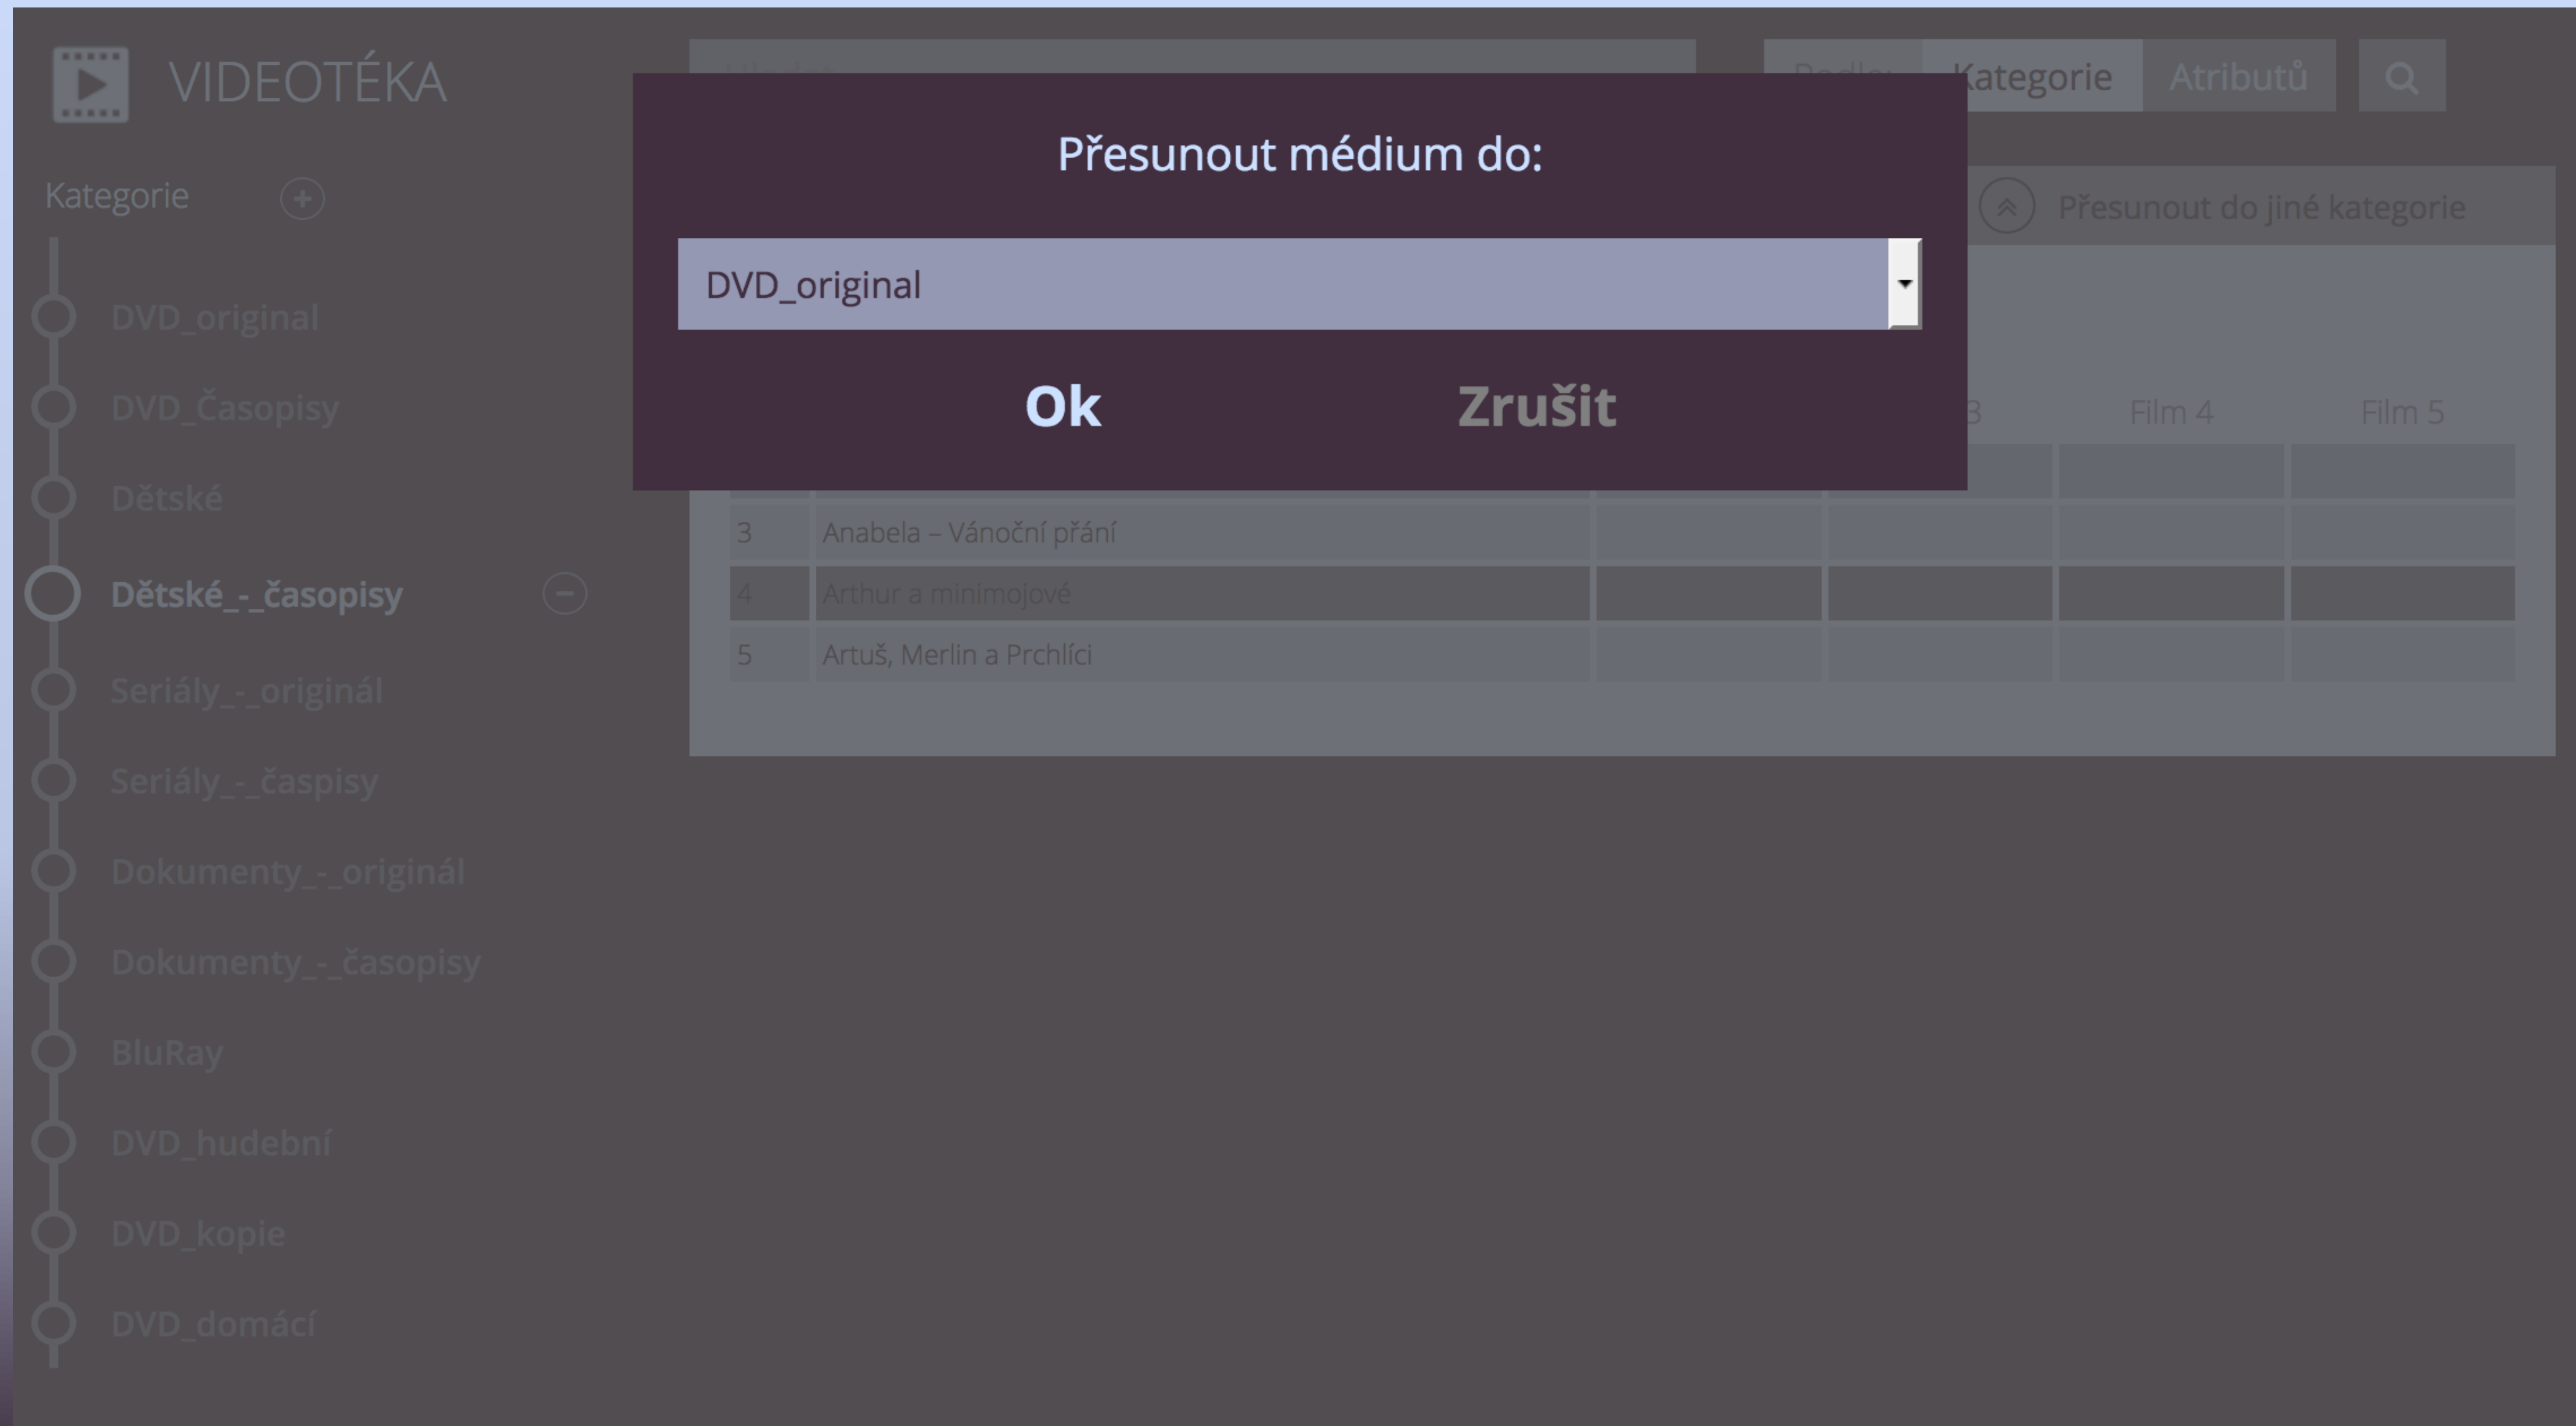 VIDEOTÉKA
Kategorie
Atributů
Přesunout médium do:
DVD_original
Ok
Zrušit
Kategorie
Přesunout do jiné kategorie
DVD_original
DVD_Časopisy
Dětské
Dětské_-_časopisy
Seriály_-_originál
Seriály_-_časpisy
Dokumenty_-_originál
Dokumenty_-_časopisy
BluRay
DVD_hudební
DVD_kopie
DVD_domácí
3 Film 4 Film 5
3 Anabela – Vánoční přání
4 Arthur a minimojové
5 Artuš, Merlin a Prchlíci